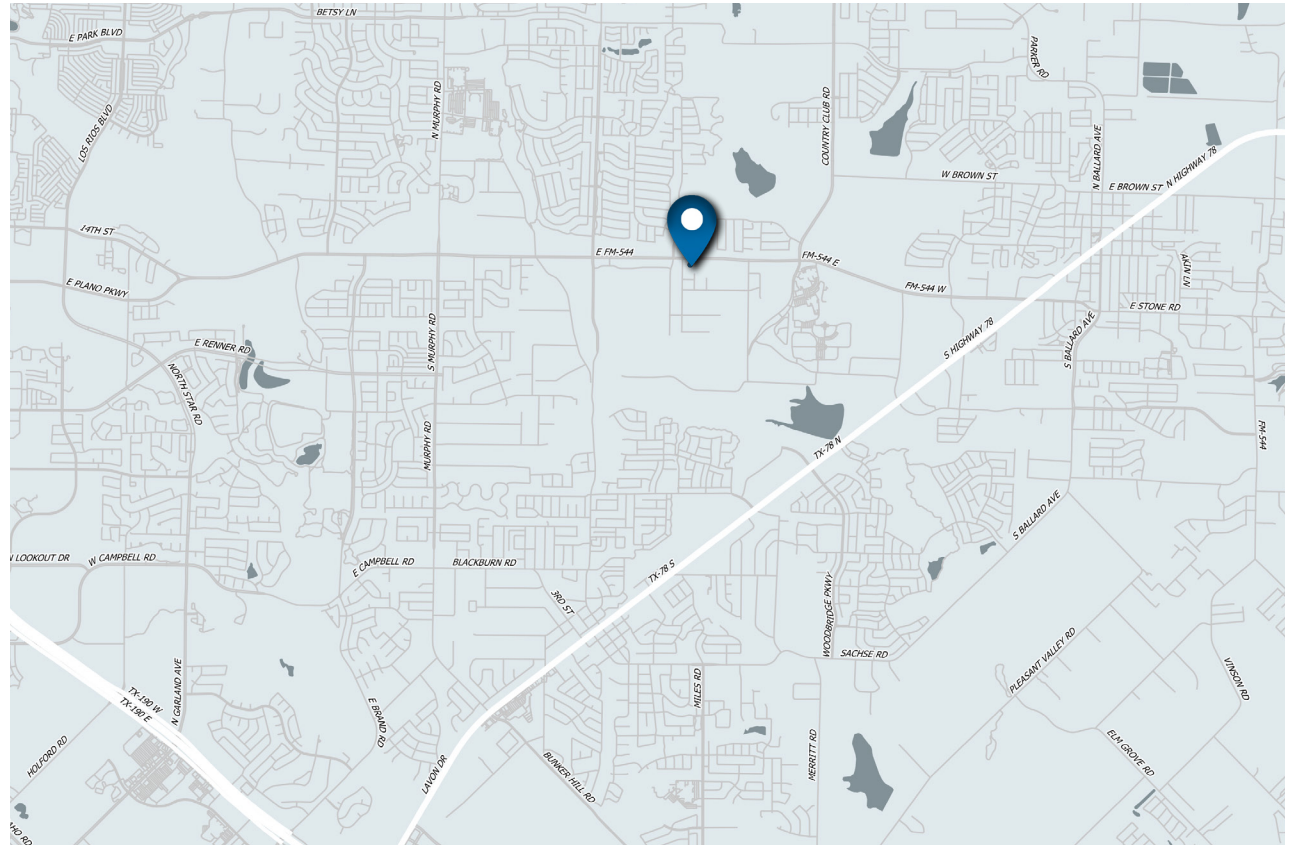 BETSY LN
E PARK BLVD
PARKER RD
N MURPHY RD
COUNTRY CLUB RD
LOS RIOS BLVD
N BALLARD AVE
N HIGHWAY 78
W BROWN ST
E BROWN ST
14TH ST
E FM-544
FM-544 E
AKIN LN
E PLANO PKWY
FM-544 W
E STONE RD
S HIGHWAY 78
S MURPHY RD
S BALLARD AVE
E RENNER RD
NORTH STAR RD
MURPHY RD
TX-78 N
FM-544
S BALLARD AVE
N LOOKOUT DR
W CAMPBELL RD
E CAMPBELL RD
BLACKBURN RD
TX-78 S
3RD ST
WOODBRIDGE PKWY
SACHSE RD
PLEASANT VALLEY RD
VINSON RD
N GARLAND AVE
TX-190 W
TX-190 E
E BRAND RD
MILES RD
MERRITT RD
ELM GROVE RD
HOLFORD RD
LAVON DR
BUNKER HILL RD
AHO RD